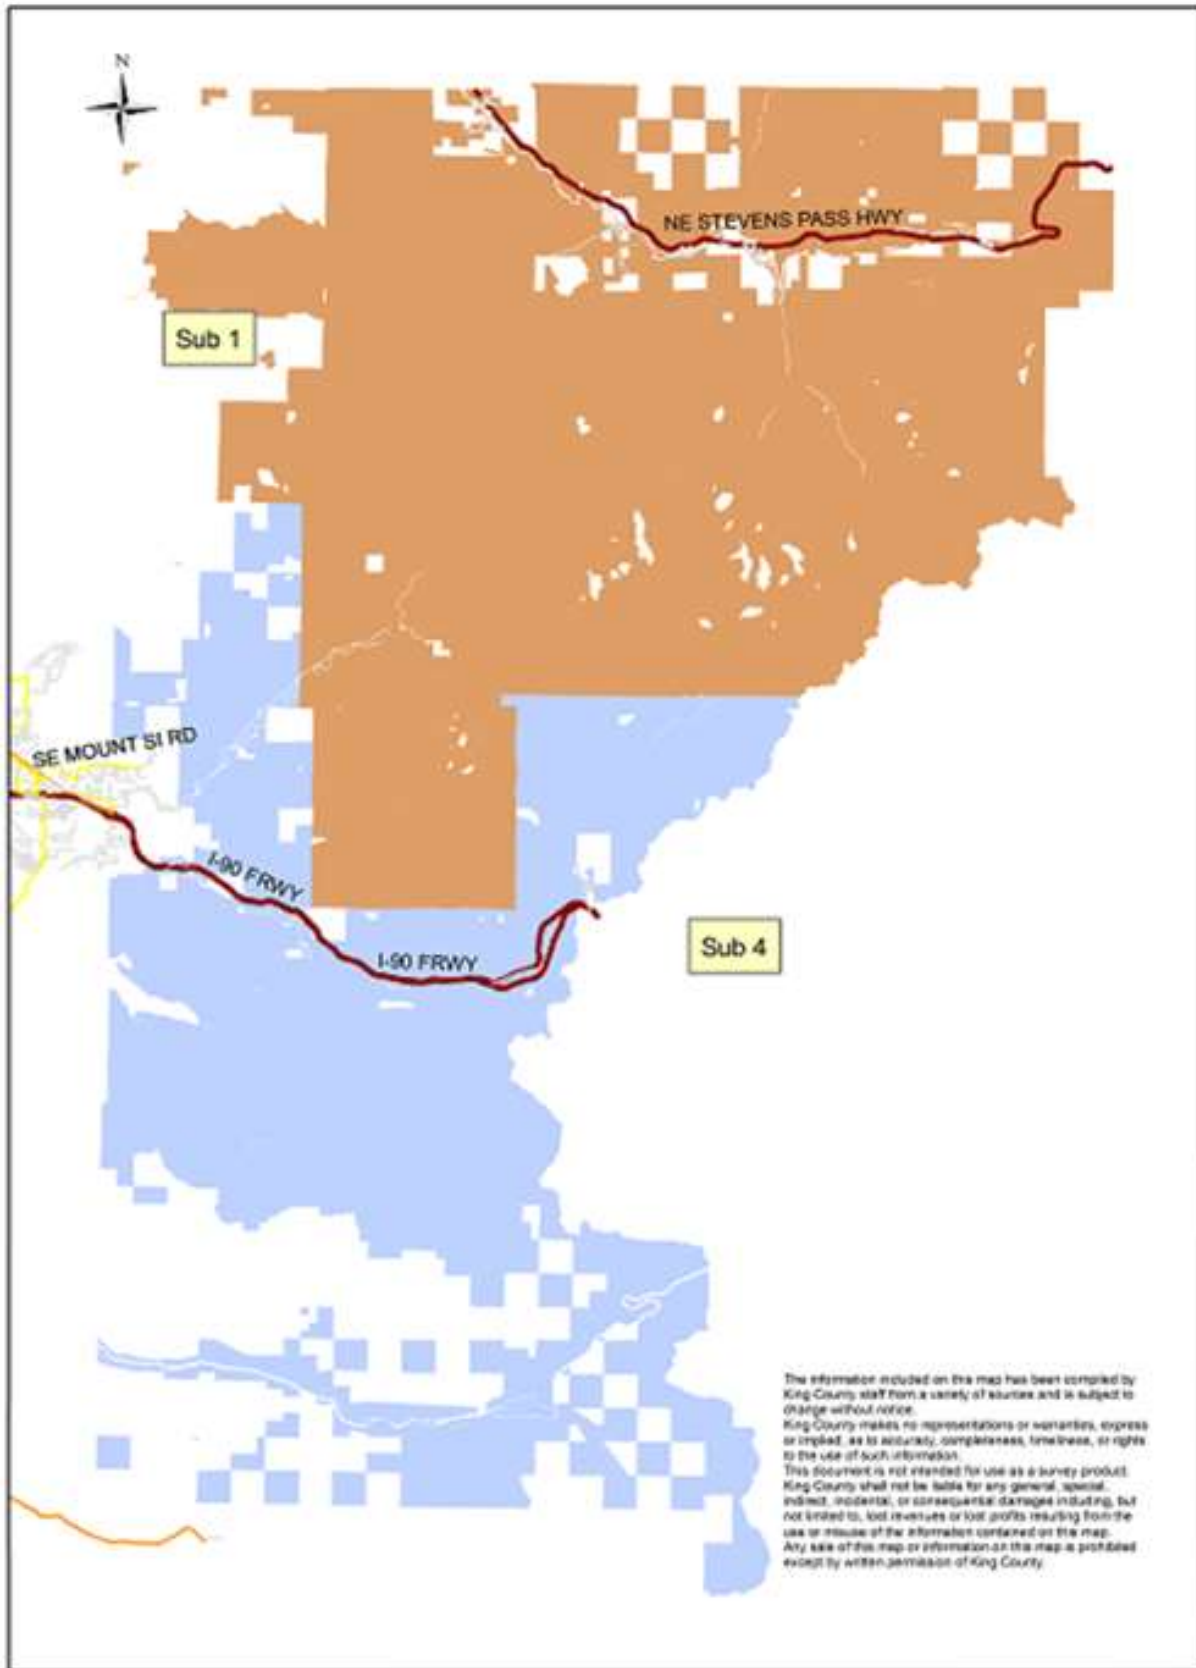 N
NE STEVENS PASS HWY
Sub 1
SE MOUNT SI RD
I-90 FRWY
I-90 FRWY
Sub 4
The information included on this map has been compiled by
King County staff from a variety of sources and is subject to
change without notice.
King County makes no representations or warranties, express
or implied, as to accuracy, completeness, timeliness, or rights
to the use of such information.
This document is not intended for use as a survey product.
King County shall not be liable for any general, special,
indirect, incidental, or consequential damages including, but
not limited to, lost revenues or lost profits resulting from the
use or misuse of the information contained on this map.
Any sale of this map or information on this map is prohibited
except by written permission of King County.